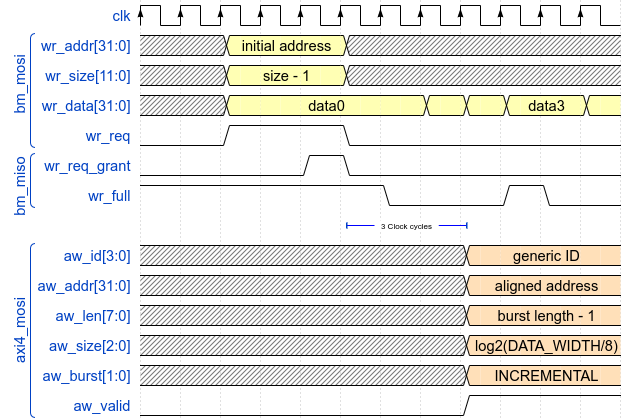 clk
bm_mosi
wr_addr[31:0] initial address
wr_size[11:0] size - 1
wr_data[31:0] data0 data3
wr_req
bm_miso
wr_req_grant
wr_full
3 Clock cycles
axi4_mosi
aw_id[3:0] generic ID
aw_addr[31:0] aligned address
aw_len[7:0] burst length - 1
aw_size[2:0] log2(DATA_WIDTH/8)
aw_burst[1:0] INCREMENTAL
aw_valid